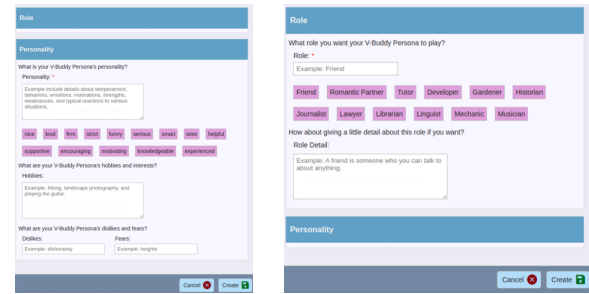 Role
Personality
What is your V-Buddy Persona's personality?
Personality: *
Example include details about temperament,
behaviors, emotions, motivations, strengths,
weaknesses, and typical reactions to various
situations.
nice kind firm strict funny serious smart wise helpful
supportive encouraging motivating knowledgeable experienced
What are your V-Buddy Persona's hobbies and interests?
Hobbies:
Example: hiking, landscape photography, and
playing the guitar.
What are your V-Buddy Persona's dislikes and fears?
Dislikes: Fears:
Example: dishonesty Example: heights
Cancel Create
Role
What role you want your V-Buddy Persona to play?
Role: *
Example: Friend
Friend Romantic Partner Tutor Developer Gardener Historian
Journalist Lawyer Librarian Linguist Mechanic Musician
How about giving a little detail about this role if you want?
Role Detail:
Example: A friend is someone who you can talk to
about anything.
Personality
Cancel Create